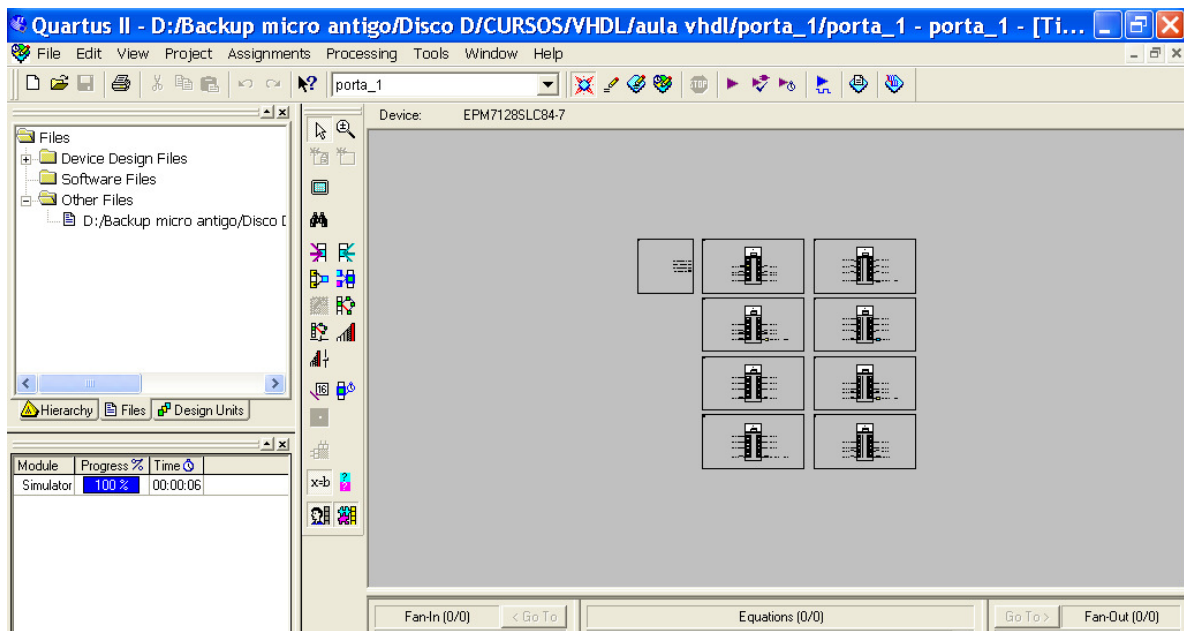 Quartus II - D:/Backup micro antigo/Disco D/CURSOS/VHDL/aula vhdl/porta_1/porta_1 - porta_1 - [Ti...
File Edit View Project Assignments Processing Tools Window Help
porta_1
STOP
Files
Device Design Files
Software Files
Other Files
D:/Backup micro antigo/Disco D
Hierarchy Files Design Units
Module Progress % Time
Simulator 100 % 00:00:06
16
x=b
Device: EPM7128SLC84-7
Fan-In (0/0) < Go To Equations (0/0) Go To > Fan-Out (0/0)